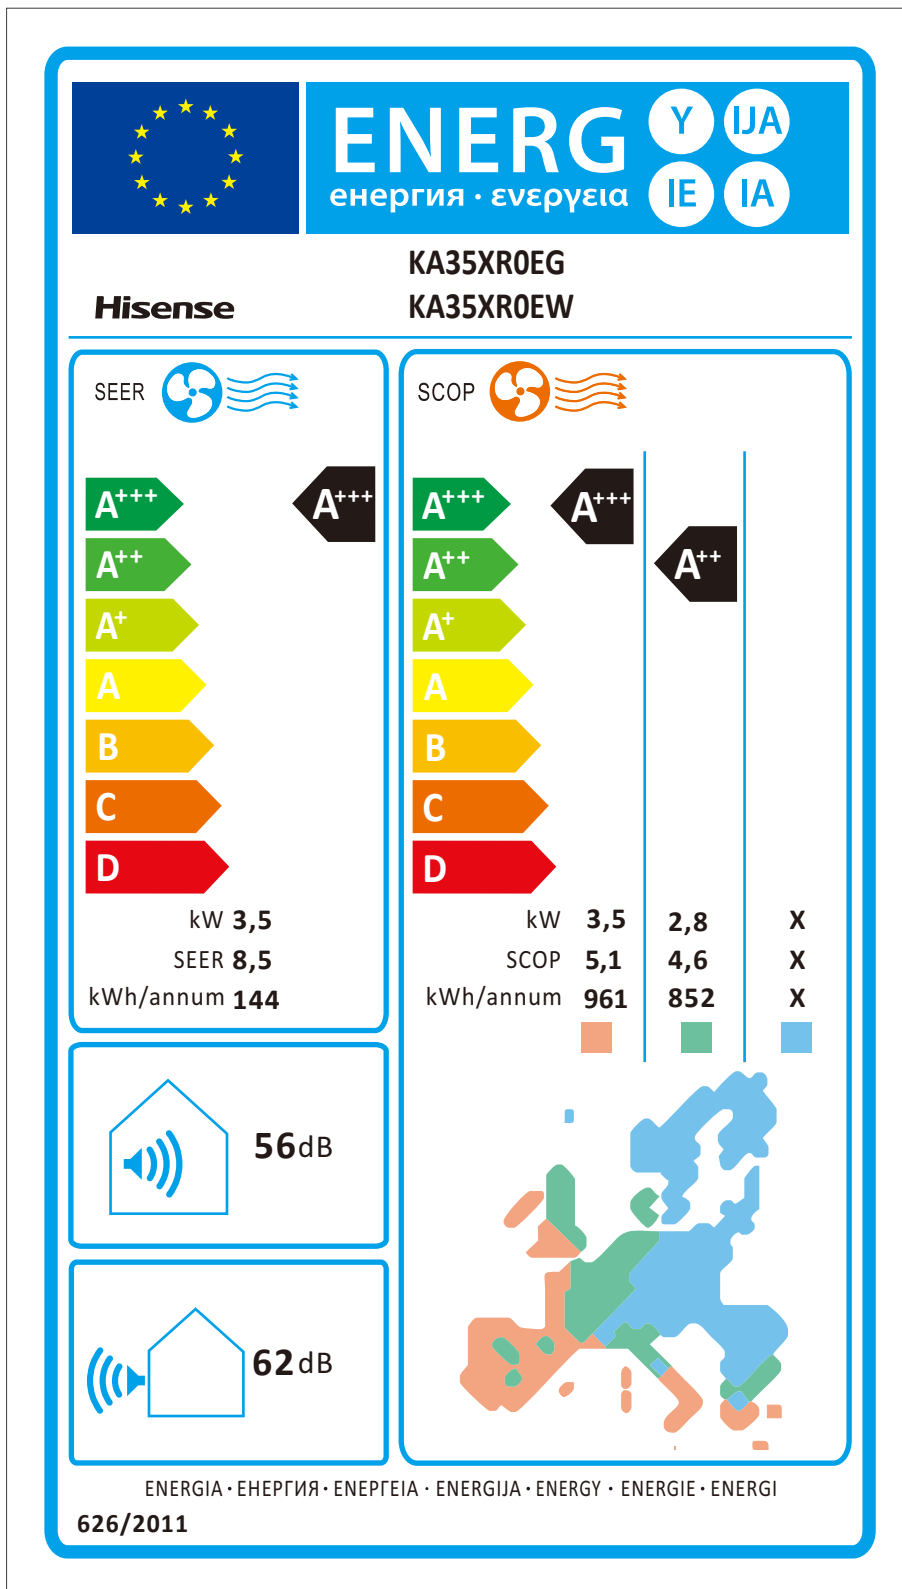 ENERG Y IJA
енергия · ενεργεια IE IA
KA35XR0EG
Hisense KA35XR0EW
SEER
A+++ A+++
A++
A+
A
B
C
D
kW 3,5
SEER 8,5
kWh/annum 144
SCOP
A+++ A+++
A++ A++
A+
A
B
C
D
kW 3,5 2,8 X
SCOP 5,1 4,6 X
kWh/annum 961 852 X
56dB
62dB
ENERGIA · ЕНЕРГИЯ · ΕΝΕΡΓΕΙΑ · ENERGIJA · ENERGY · ENERGIE · ENERGI
626/2011